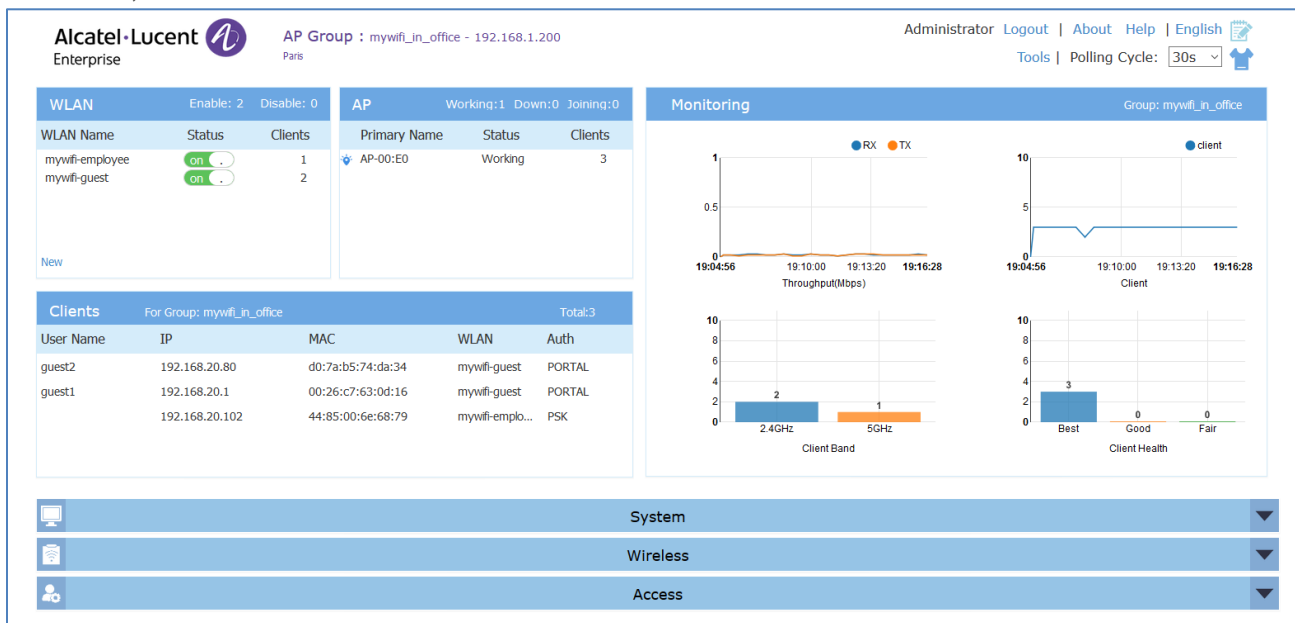 Alcatel·Lucent
Enterprise
AP Group : mywifi_in_office - 192.168.1.200
Paris
Administrator Logout | About Help | English
Tools | Polling Cycle: 30s
WLAN Enable: 2 Disable: 0
WLAN Name Status Clients
mywifi-employee on 1
mywifi-guest on 2
New
AP Working:1 Down:0 Joining:0
Primary Name Status Clients
AP-00:E0 Working 3
Clients For Group: mywifi_in_office Total:3
User Name IP MAC WLAN Auth
guest2 192.168.20.80 d0:7a:b5:74:da:34 mywifi-guest PORTAL
guest1 192.168.20.1 00:26:c7:63:0d:16 mywifi-guest PORTAL
192.168.20.102 44:85:00:6e:68:79 mywifi-emplo... PSK
Monitoring Group: mywifi_in_office
RX TX
1
0.5
0
19:04:56 19:10:00 19:13:20 19:16:28
Throughput(Mbps)
client
10
5
0
19:04:56 19:10:00 19:13:20 19:16:28
Client
10
8
6
4
2
0
2 1
2.4GHz 5GHz
Client Band
10
8
6
4
2
0
3 0 0
Best Good Fair
Client Health
System
Wireless
Access